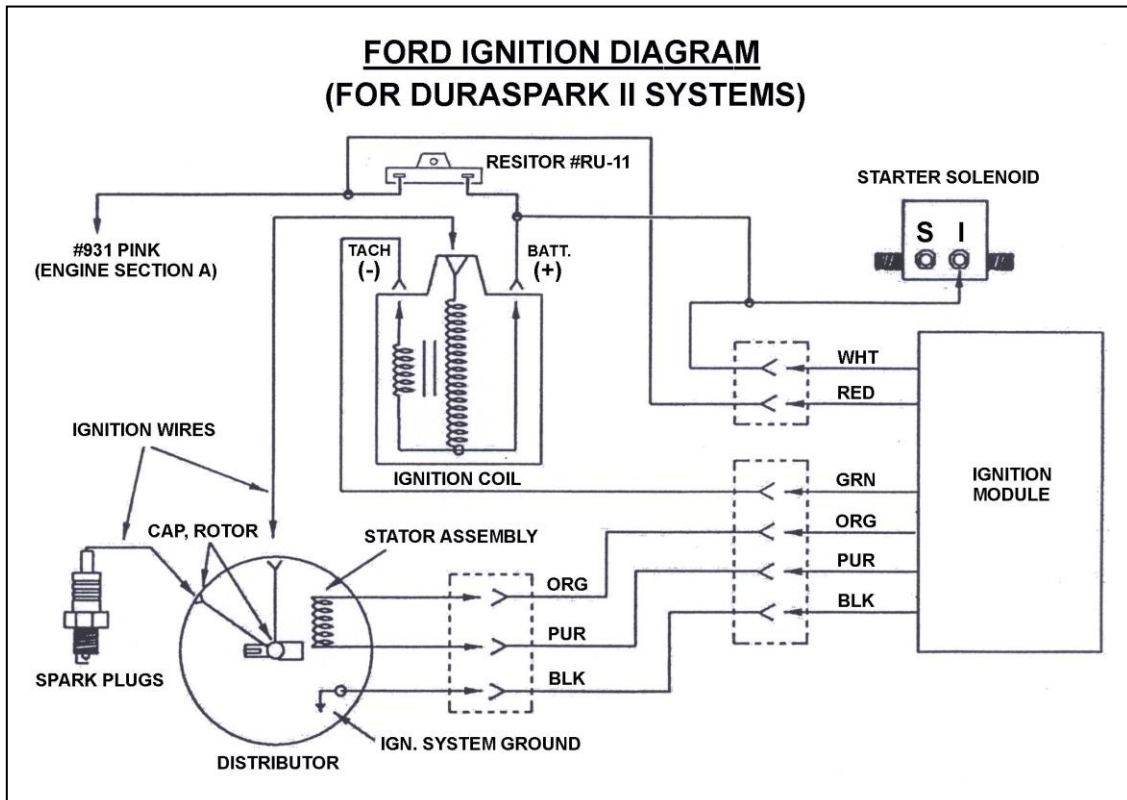 FORD IGNITION DIAGRAM
(FOR DURASPARK II SYSTEMS)
RESITOR #RU-11
STARTER SOLENOID
S I
#931 PINK
(ENGINE SECTION A)
TACH
(-)
BATT.
(+)
WHT
RED
IGNITION WIRES
IGNITION COIL
GRN
IGNITION
MODULE
CAP, ROTOR
STATOR ASSEMBLY
ORG
PUR
BLK
ORG
PUR
BLK
SPARK PLUGS
IGN. SYSTEM GROUND
DISTRIBUTOR